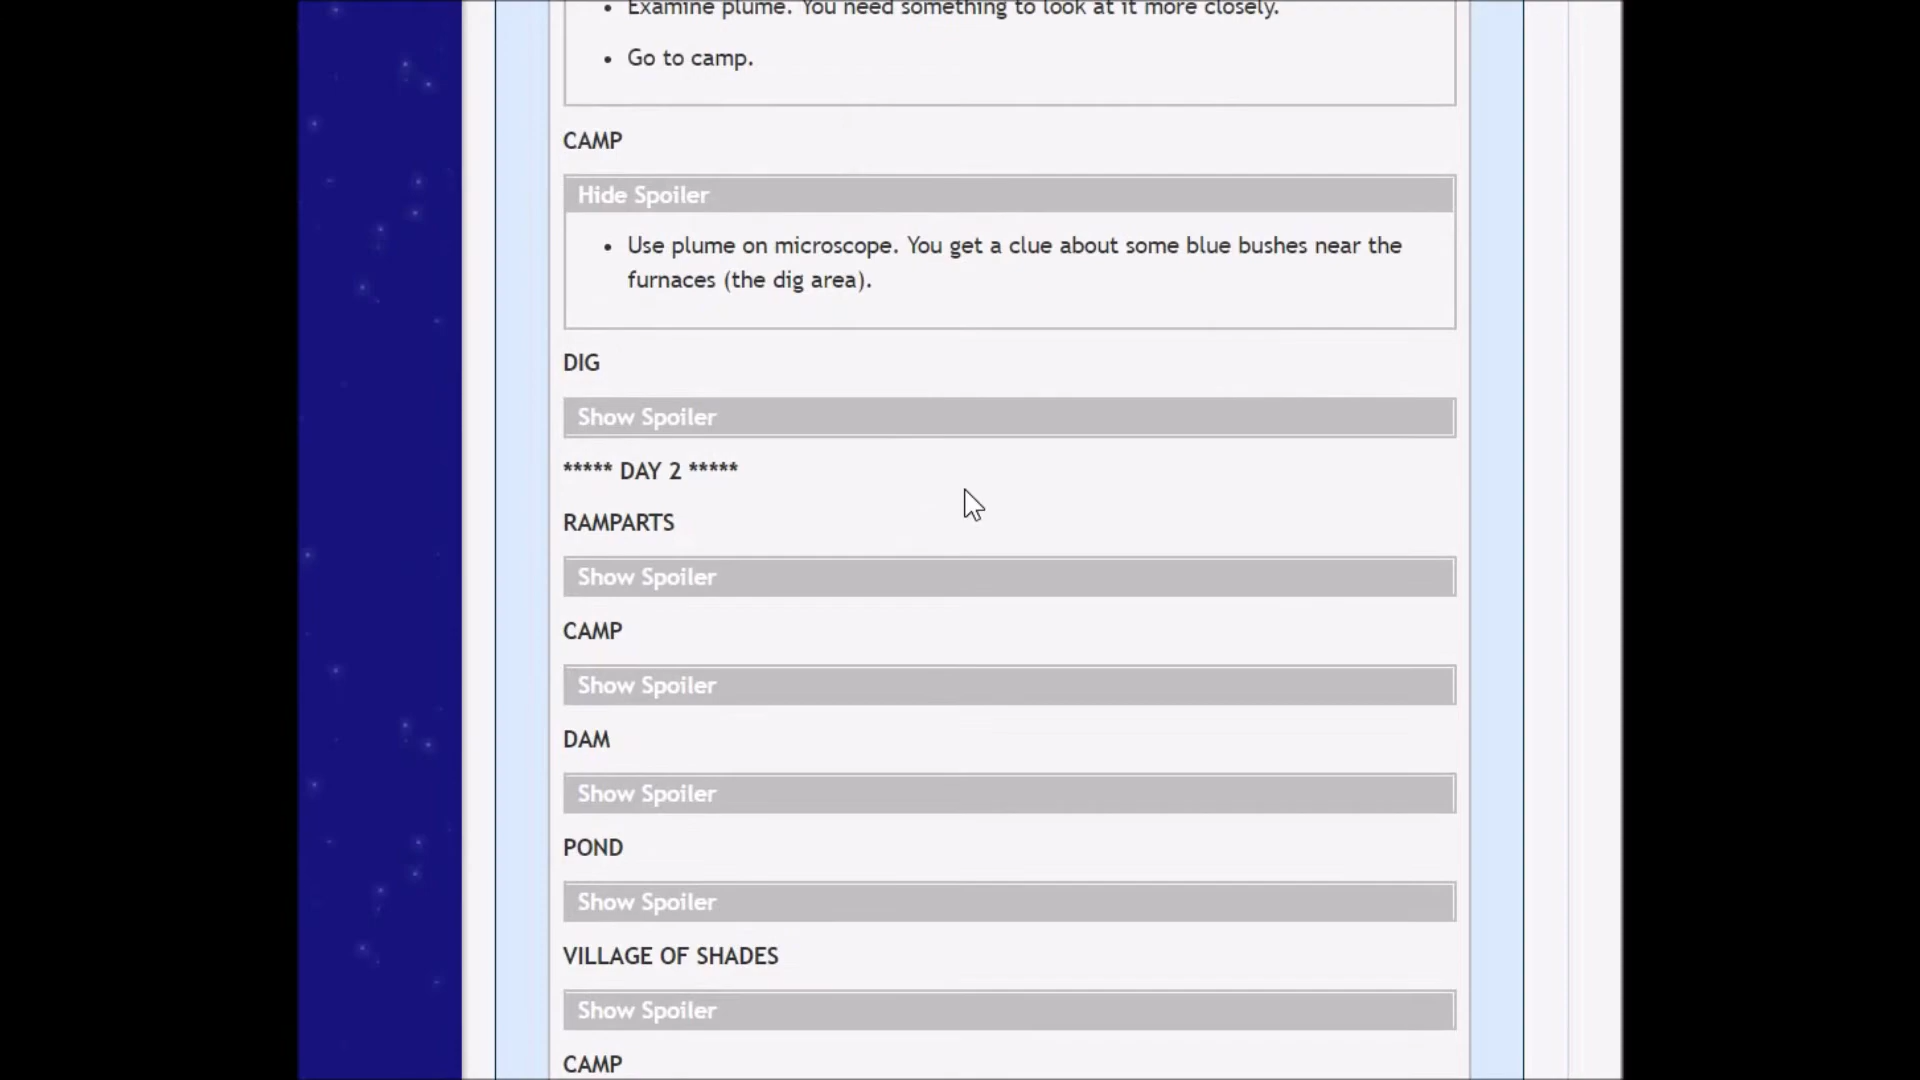 Examine plume. You need something to look at it more closely.
Go to camp.
CAMP
Hide Spoiler
Use plume on microscope. You get a clue about some blue bushes near the
furnaces (the dig area).
DIG
Show Spoiler
***** DAY 2 *****
RAMPARTS
Show Spoiler
CAMP
Show Spoiler
DAM
Show Spoiler
POND
Show Spoiler
VILLAGE OF SHADES
Show Spoiler
CAMP